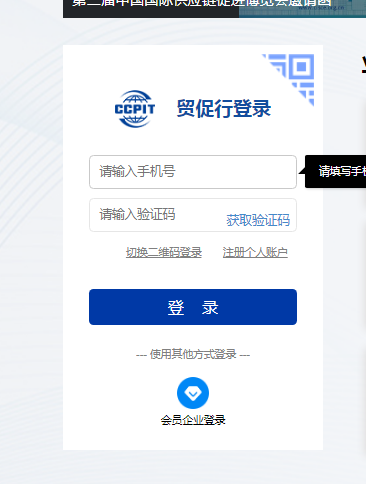 第三届中国国际供应链促进博览会邀请函
CCPIT
贸促行登录
请输入手机号
请填写手机
请输入验证码
获取验证码
切换二维码登录
注册个人账户
登 录
--- 使用其他方式登录 ---
会员企业登录